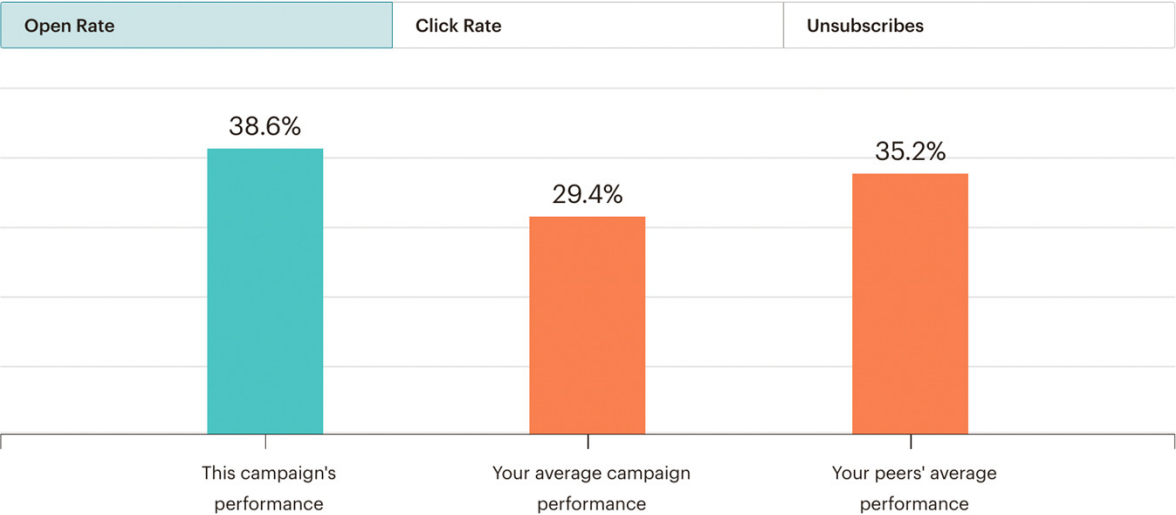 Open Rate
Click Rate
Unsubscribes
38.6%
29.4%
35.2%
This campaign's
performance
Your average campaign
performance
Your peers' average
performance